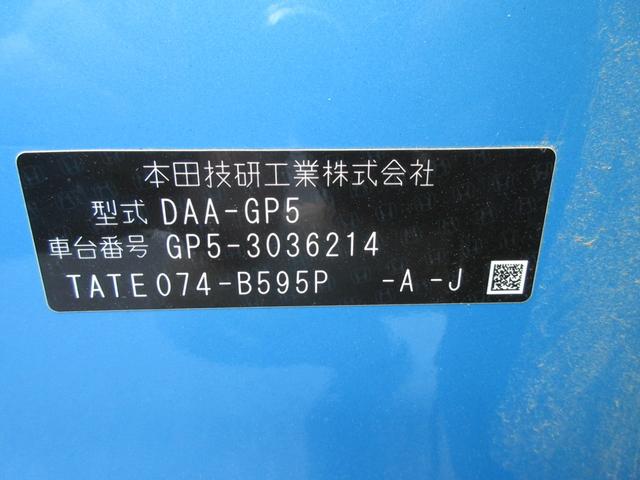 本田技研工業株式会社
型式 DAA-GP5
車台番号 GP5-3036214
TATE074-B595P -A -J